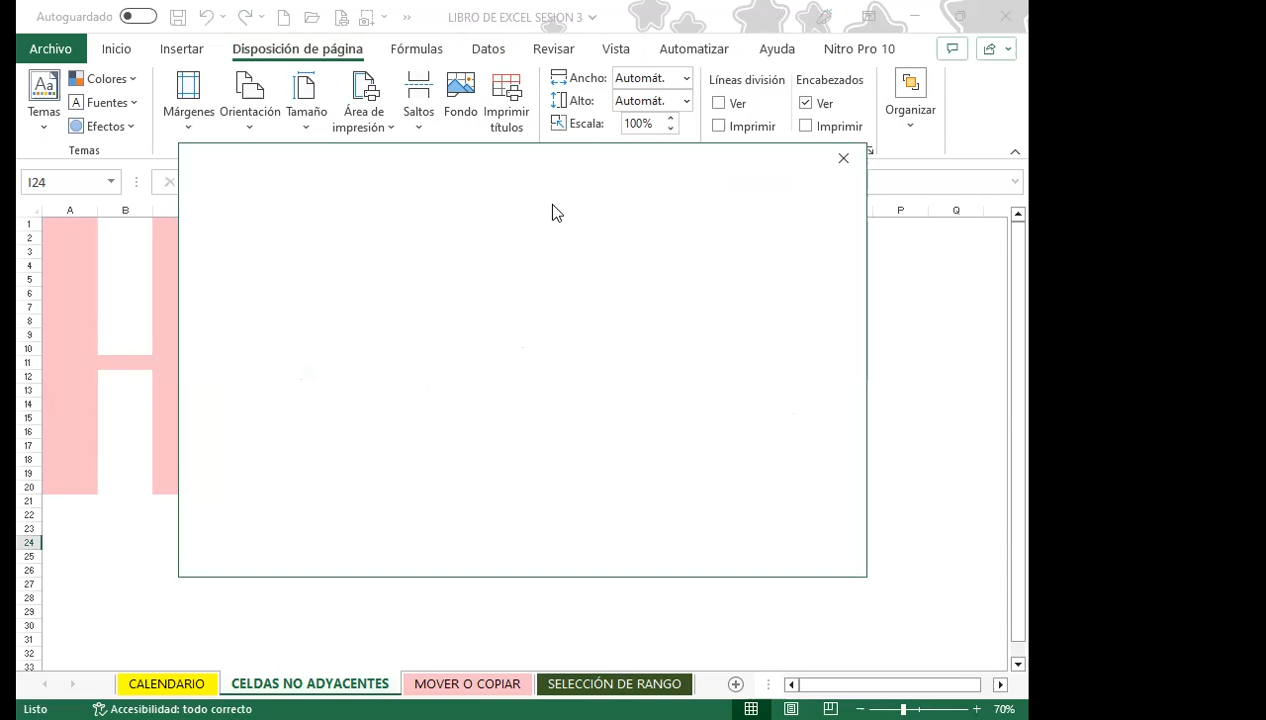 Autoguardado
LIBRO DE EXCEL SESION 3
Archivo Inicio Insertar Disposición de página Fórmulas Datos Revisar Vista Automatizar Ayuda Nitro Pro 10
Aa
Temas
A
Colores
Fuentes
Efectos
Temas
Márgenes
Orientación
Tamaño
Área de
impresión
Saltos
Fondo
Imprimir
títulos
Ancho: Automát.
Alto: Automát.
Escala: 100%
Líneas división
Ver
Imprimir
Encabezados
Ver
Imprimir
Organizar
I24
A B P Q
1
2
3
4
5
6
7
8
9
10
11
12
13
14
15
16
17
18
19
20
21
22
23
24
25
26
27
28
29
30
31
32
33
CALENDARIO CELDAS NO ADYACENTES MOVER O COPIAR SELECCIÓN DE RANGO
Listo Accesibilidad: todo correcto 70%